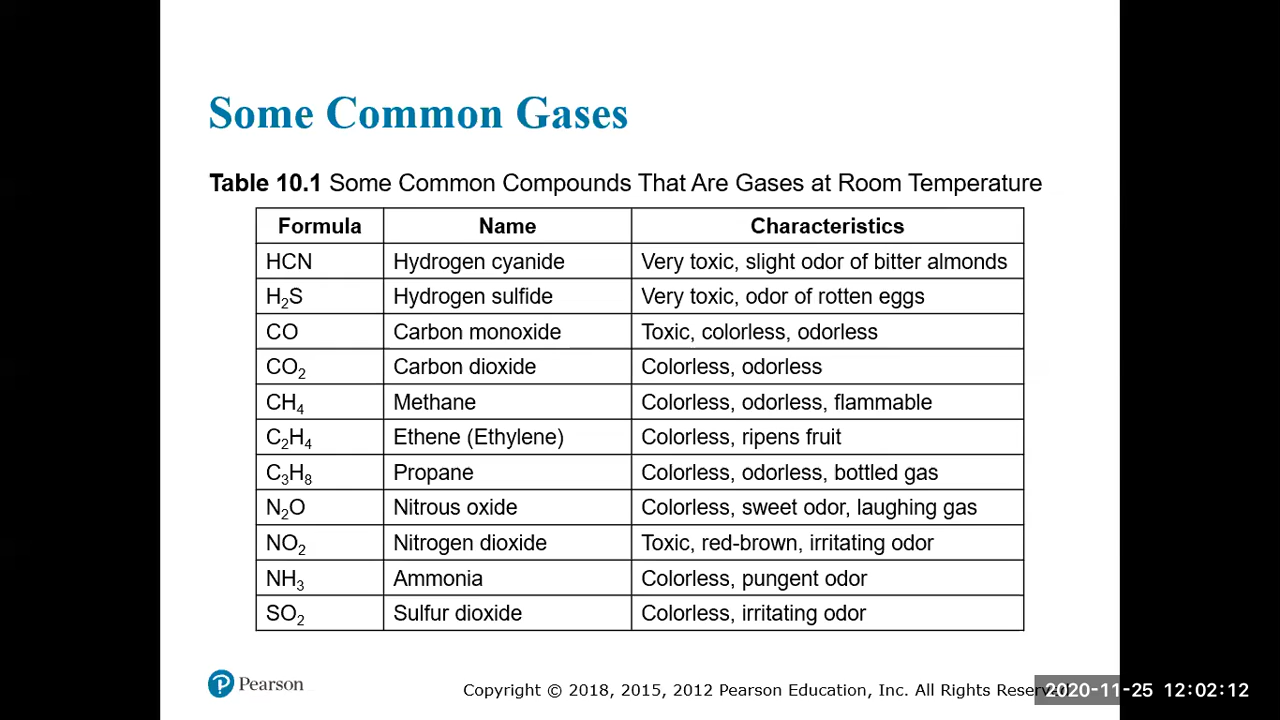 Some Common Gases
Table 10.1 Some Common Compounds That Are Gases at Room Temperature
Formula Name Characteristics
HCN Hydrogen cyanide Very toxic, slight odor of bitter almonds
H₂S Hydrogen sulfide Very toxic, odor of rotten eggs
CO Carbon monoxide Toxic, colorless, odorless
CO₂ Carbon dioxide Colorless, odorless
CH₄ Methane Colorless, odorless, flammable
C₂H₄ Ethene (Ethylene) Colorless, ripens fruit
C₃H₈ Propane Colorless, odorless, bottled gas
N₂O Nitrous oxide Colorless, sweet odor, laughing gas
NO₂ Nitrogen dioxide Toxic, red-brown, irritating odor
NH₃ Ammonia Colorless, pungent odor
SO₂ Sulfur dioxide Colorless, irritating odor
P Pearson
Copyright © 2018, 2015, 2012 Pearson Education, Inc. All Rights Reserved
2020-11-25 12:02:12